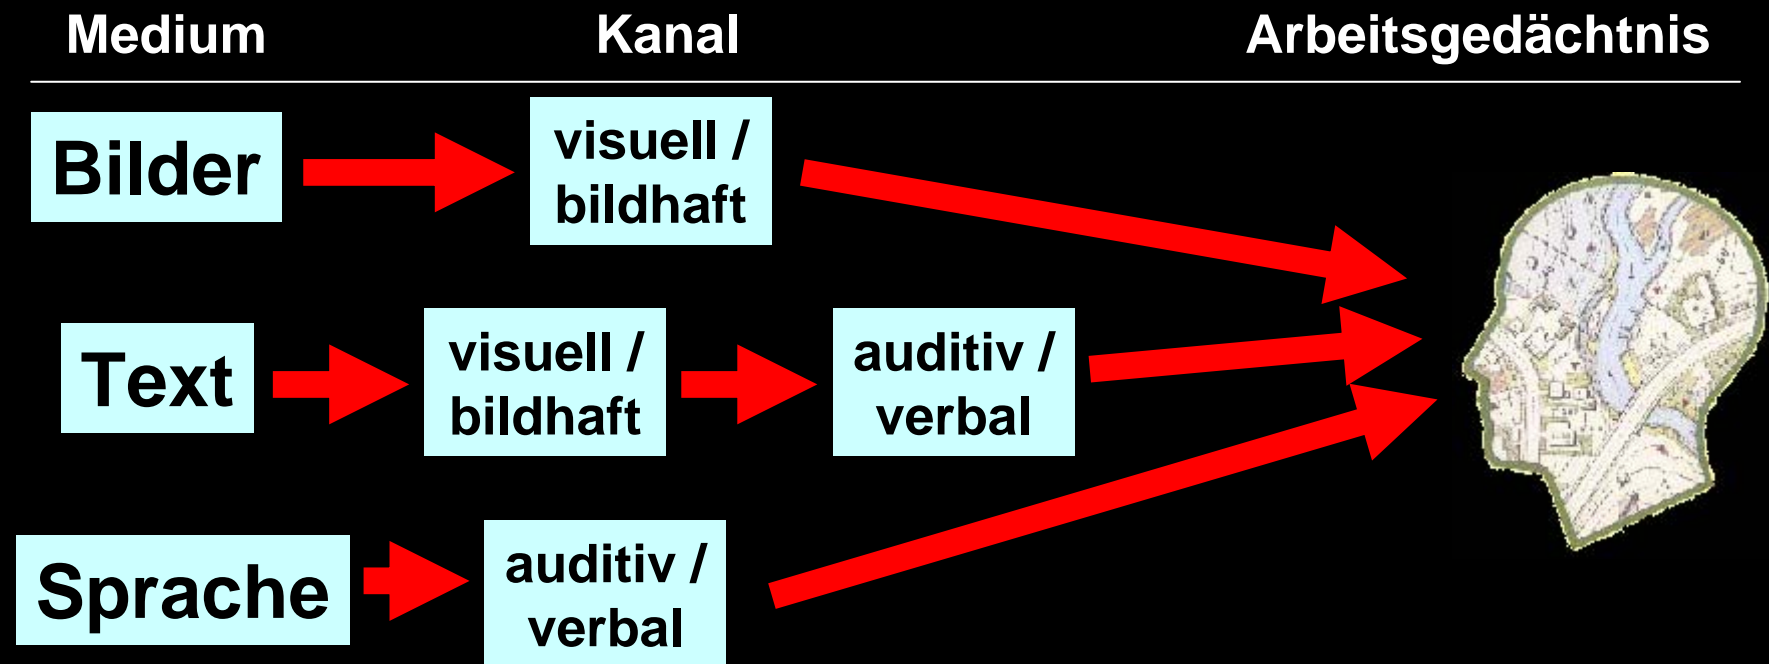 Medium Kanal Arbeitsgedächtnis
Bilder
visuell /
bildhaft
Text
visuell /
bildhaft
auditiv /
verbal
Sprache
auditiv /
verbal